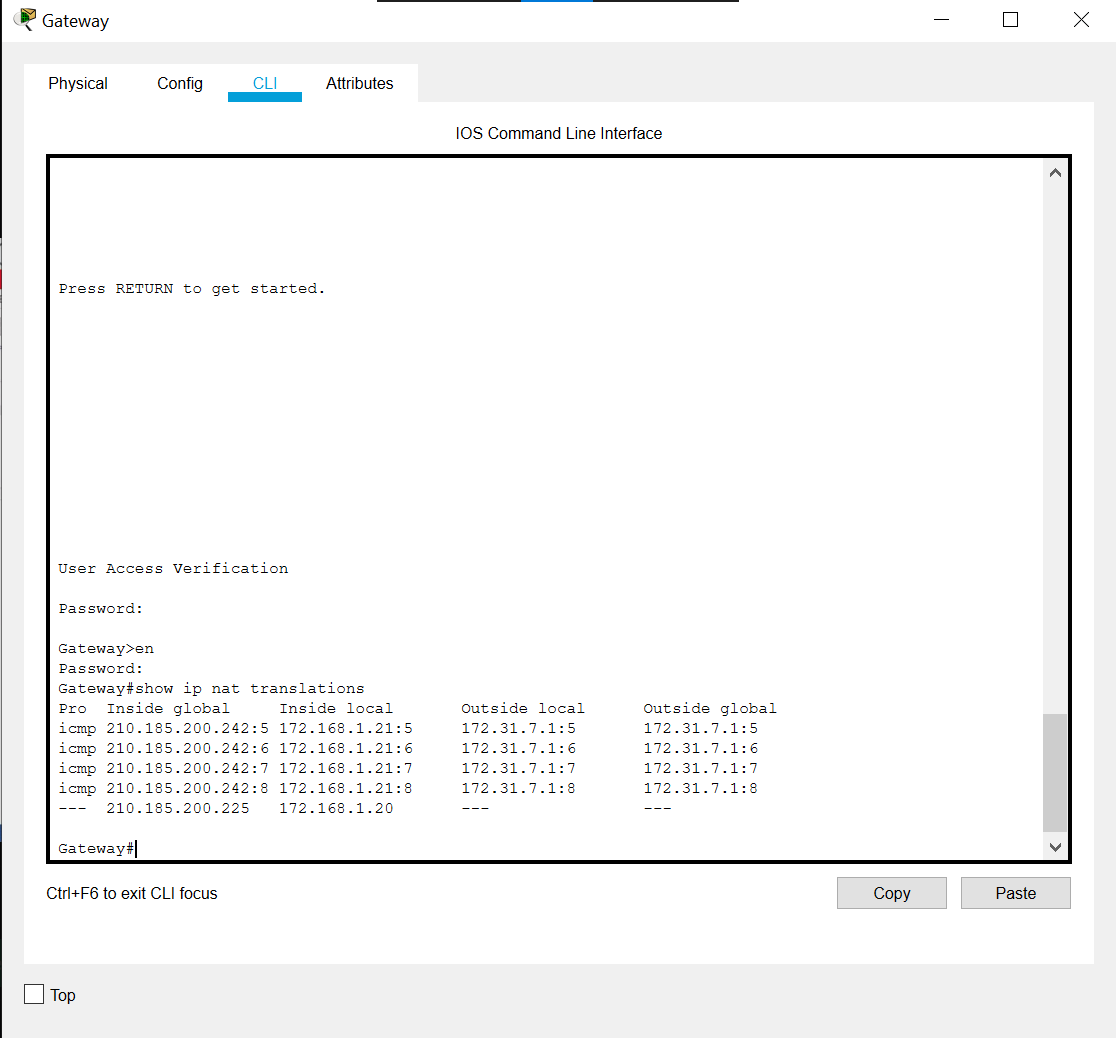 Gateway
Physical Config CLI Attributes
IOS Command Line Interface
Press RETURN to get started.
User Access Verification
Password:
Gateway>en
Password:
Gateway#show ip nat translations
Pro  Inside global     Inside local       Outside local      Outside global
icmp 210.185.200.242:5 172.168.1.21:5     172.31.7.1:5       172.31.7.1:5
icmp 210.185.200.242:6 172.168.1.21:6     172.31.7.1:6       172.31.7.1:6
icmp 210.185.200.242:7 172.168.1.21:7     172.31.7.1:7       172.31.7.1:7
icmp 210.185.200.242:8 172.168.1.21:8     172.31.7.1:8       172.31.7.1:8
---  210.185.200.225   172.168.1.20       ---                ---
Gateway#
Ctrl+F6 to exit CLI focus Copy Paste
Top